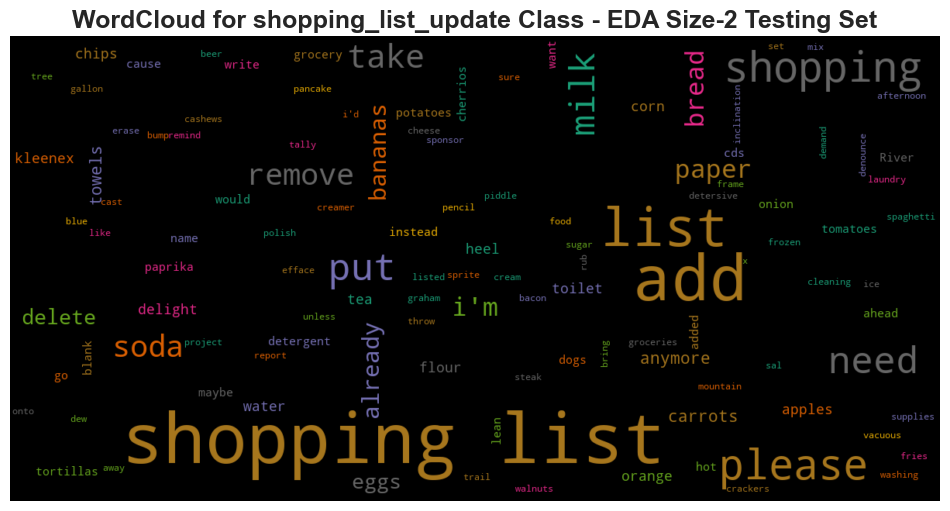 WordCloud for shopping_list_update Class - EDA Size-2 Testing Set
chips
cause
beer
write
grocery
take
want
milk
bread
shopping
set
mix
tree
gallon
pancake
cherrios
sure
corn
inclination
afternoon
erase
bump
remind
cashews
i'd
potatoes
cheese
sponsor
demand
denounce
kleenex
towels
tally
bananas
remove
paper
cds
River
laundry
cast
would
creamer
pencil
piddle
frame
detersive
onion
spaghetti
blue
like
name
polish
instead
heel
food
sugar
list
tomatoes
frozen
paprika
efface
put
listed
sprite
cream
rub
add
x
cleaning
ice
delight
tea
graham
i'm
bacon
toilet
delete
unless
throw
added
ahead
blank
soda
project
report
detergent
already
flour
steak
dogs
bring
groceries
anymore
need
sal
go
maybe
mountain
onto
dew
water
shopping list
lean
carrots
apples
supplies
please
vacuous
fries
tortillas
away
eggs
trail
walnuts
orange
hot
crackers
washing